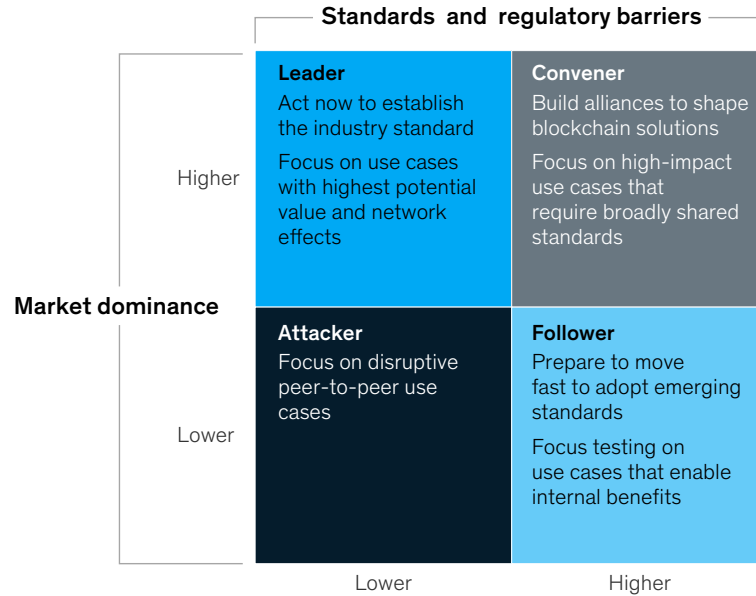 Standards and regulatory barriers
Leader
Act now to establish
the industry standard
Focus on use cases
with highest potential
value and network
effects
Convener
Build alliances to shape
blockchain solutions
Focus on high-impact
use cases that
require broadly shared
standards
Higher
Market dominance
Attacker
Focus on disruptive
peer-to-peer use
cases
Follower
Prepare to move
fast to adopt emerging
standards
Focus testing on
use cases that enable
internal benefits
Lower
Lower
Higher